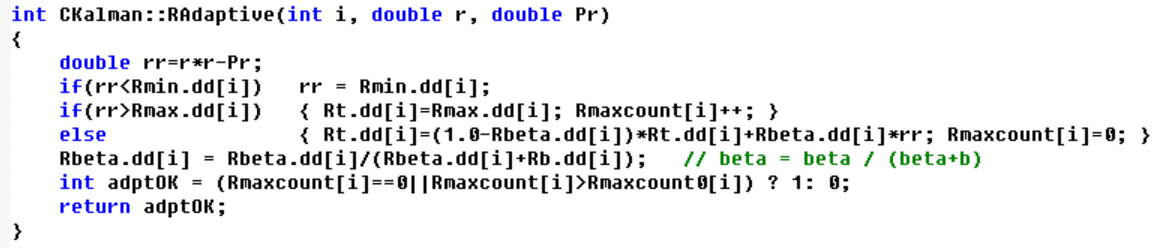 int CKalman::RAdaptive(int i, double r, double Pr)
{
    double rr=r*r-Pr;
    if(rr<Rmin.dd[i])   rr = Rmin.dd[i];
    if(rr>Rmax.dd[i])   { Rt.dd[i]=Rmax.dd[i]; Rmaxcount[i]++; }
    else                { Rt.dd[i]=(1.0-Rbeta.dd[i])*Rt.dd[i]+Rbeta.dd[i]*rr; Rmaxcount[i]=0; }
    Rbeta.dd[i] = Rbeta.dd[i]/(Rbeta.dd[i]+Rb.dd[i]);   // beta = beta / (beta+b)
    int adptOK = (Rmaxcount[i]==0||Rmaxcount[i]>Rmaxcount0[i]) ? 1: 0;
    return adptOK;
}